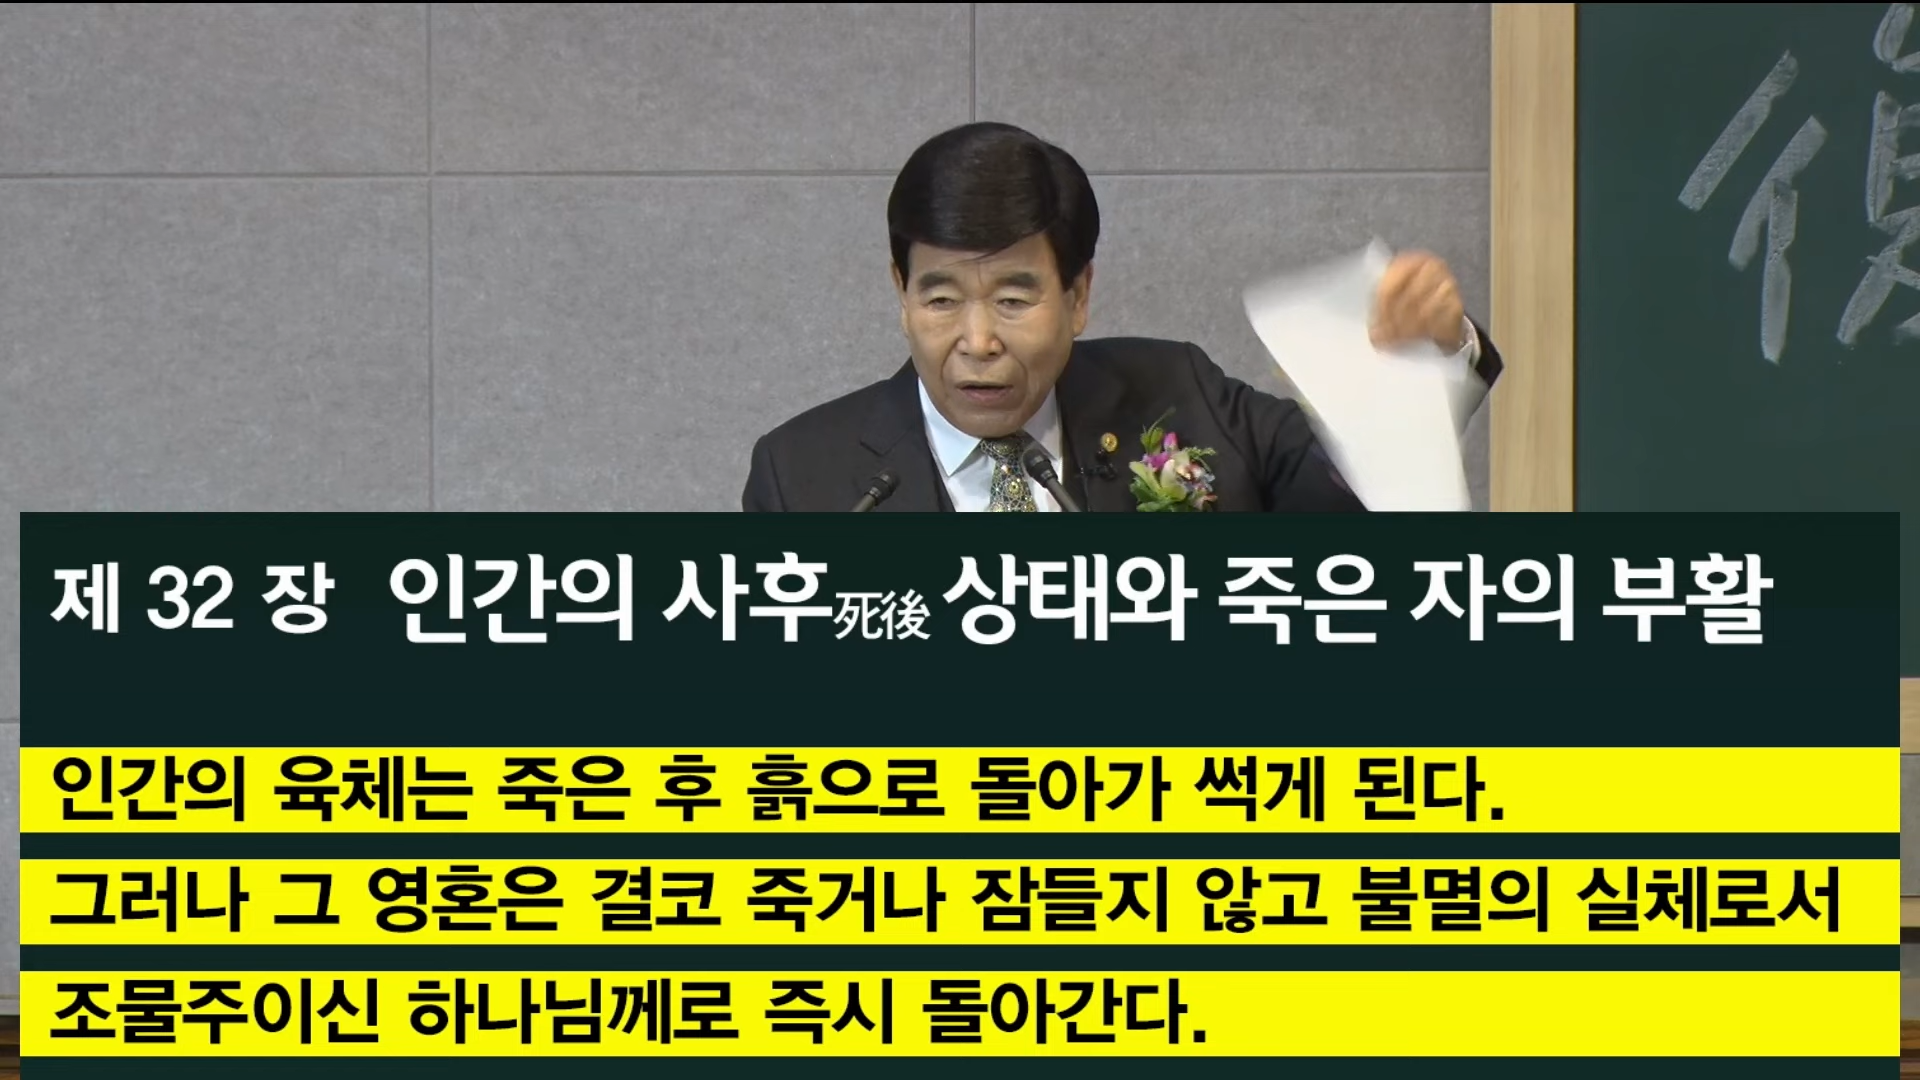 復
제 32 장 인간의 사후死後 상태와 죽은 자의 부활
인간의 육체는 죽은 후 흙으로 돌아가 썩게 된다.
그러나 그 영혼은 결코 죽거나 잠들지 않고 불멸의 실체로서
조물주이신 하나님께로 즉시 돌아간다.